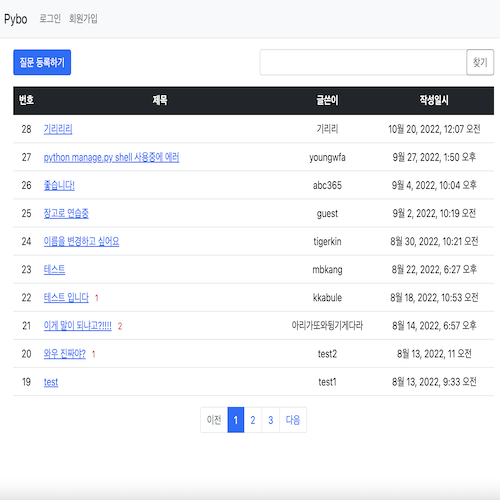 Pybo 로그인 회원가입
질문 등록하기 찾기
번호 제목 글쓴이 작성일시
28 기리리리 기리리 10월 20, 2022, 12:07 오전
27 python manage.py shell 사용중에 에러 youngwfa 9월 27, 2022, 1:50 오후
26 좋습니다! abc365 9월 4, 2022, 10:04 오후
25 장고로 연습중 guest 9월 2, 2022, 10:19 오전
24 이름을 변경하고 싶어요 tigerkin 8월 30, 2022, 10:21 오전
23 테스트 mbkang 8월 22, 2022, 6:27 오후
22 테스트 입니다 1 kkabule 8월 18, 2022, 10:53 오전
21 이게 말이 되냐고?!!!! 2 아리가또와뒹기게다라 8월 14, 2022, 6:57 오후
20 와우 진짜야? 1 test2 8월 13, 2022, 11 오전
19 test test1 8월 13, 2022, 9:33 오전
이전 1 2 3 다음